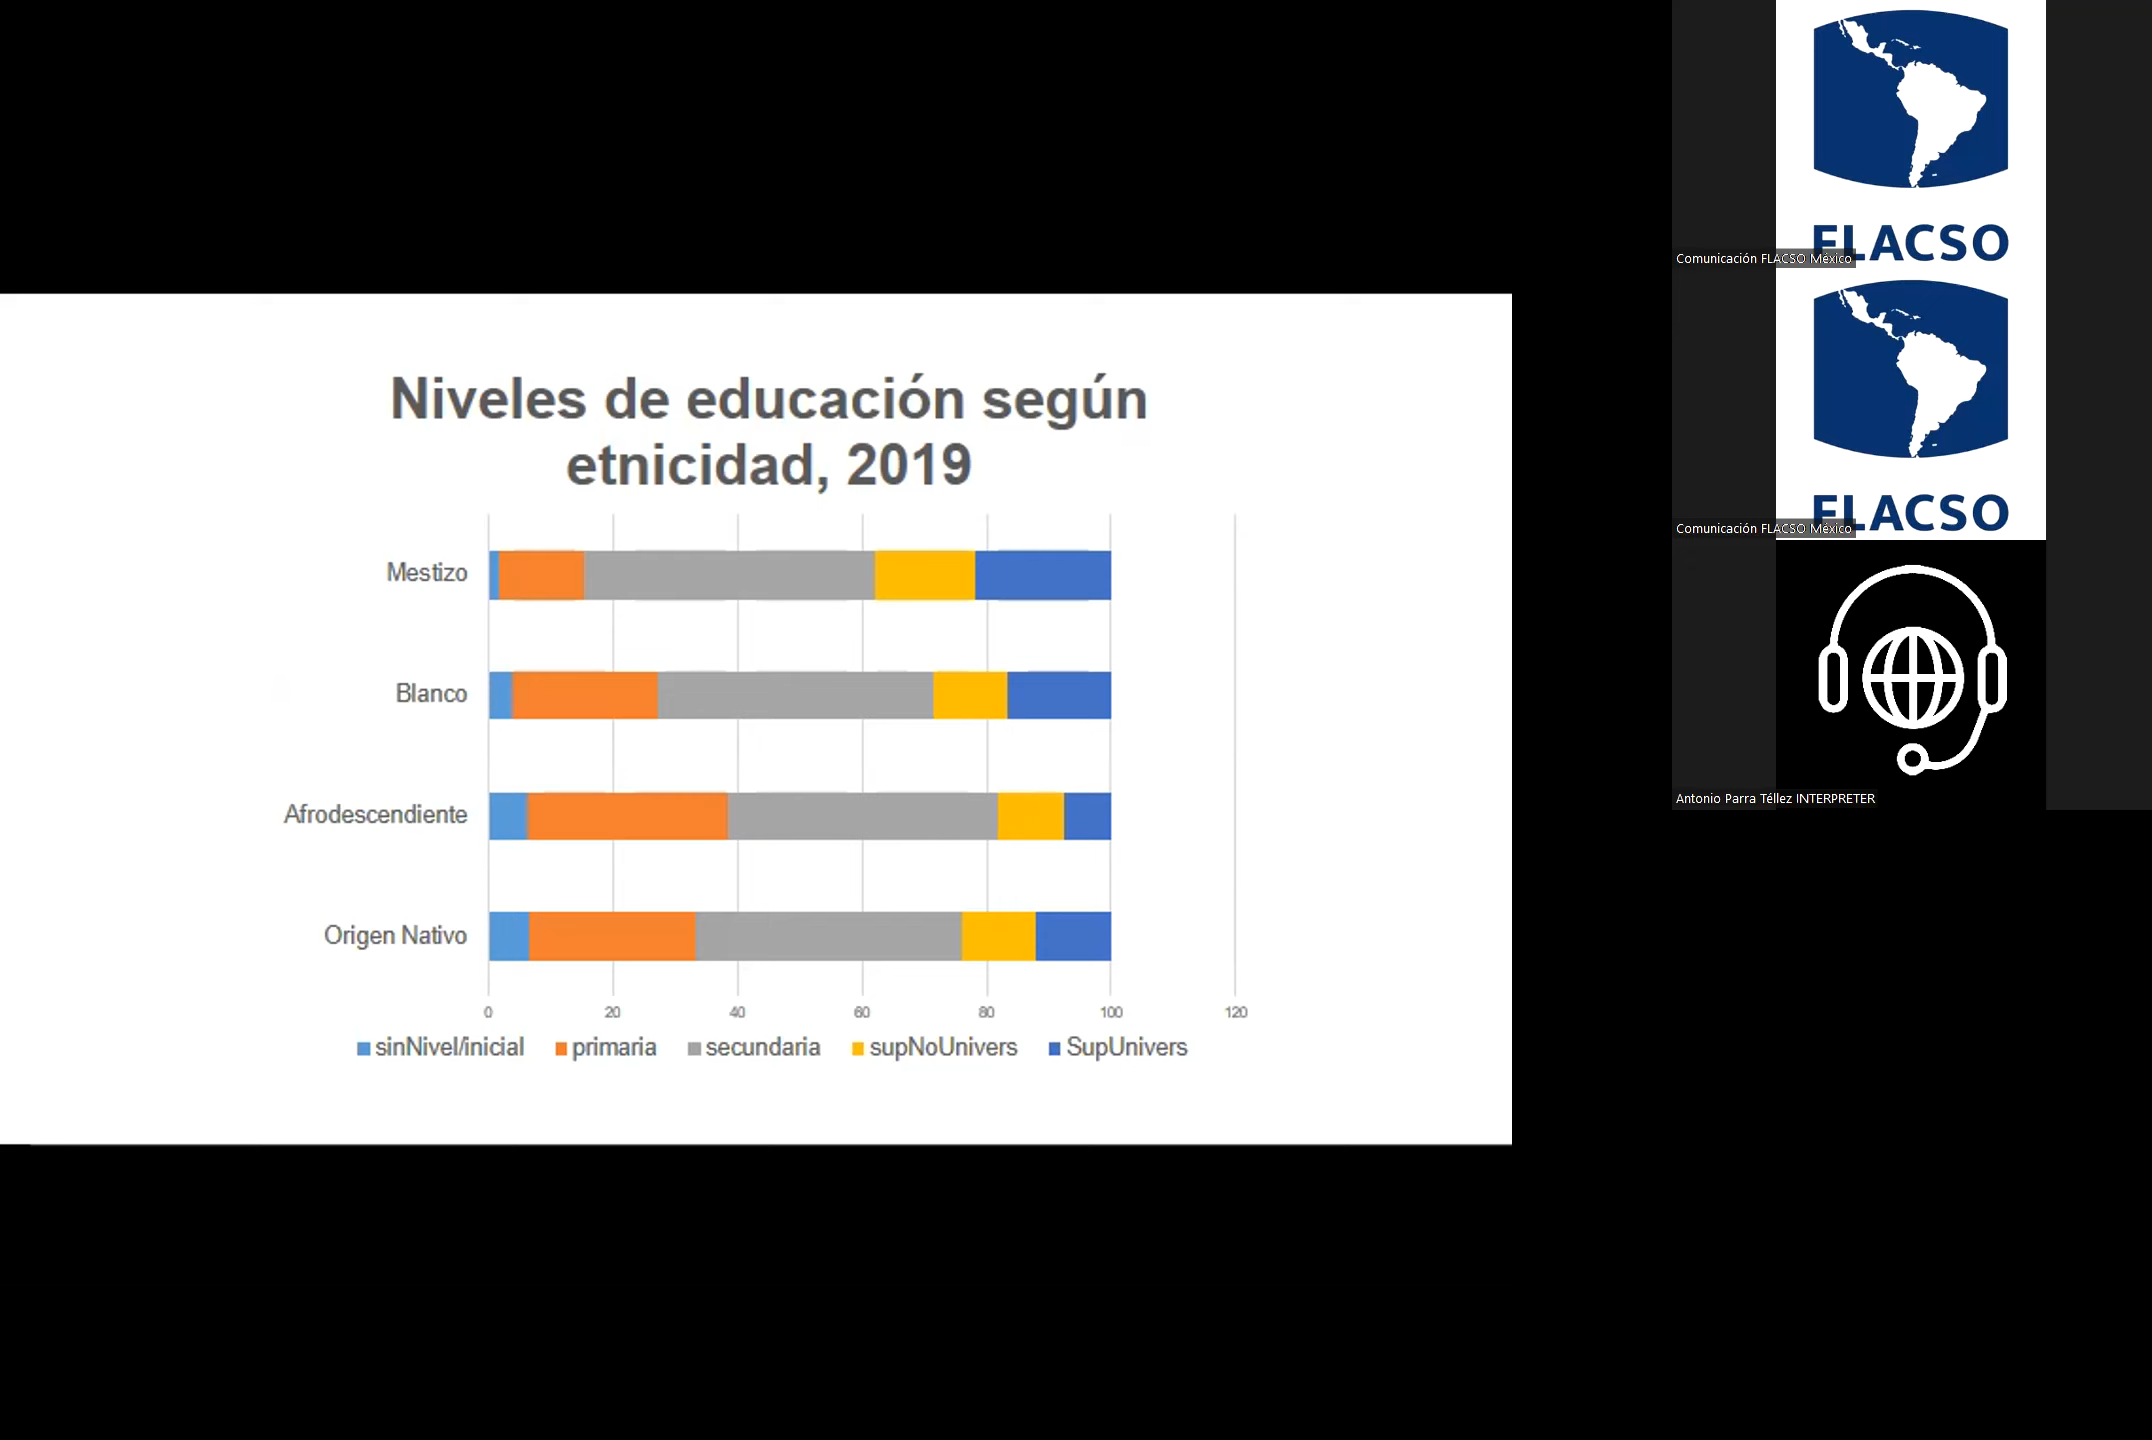 Niveles de educación según
etnicidad, 2019
Mestizo
Blanco
Afrodescendiente
Origen Nativo
0 20 40 60 80 100 120
sinNivel/inicial primaria secundaria supNoUnivers SupUnivers
FLACSO
Comunicación FLACSO México
FLACSO
Comunicación FLACSO México
Antonio Parra Téllez INTERPRETER